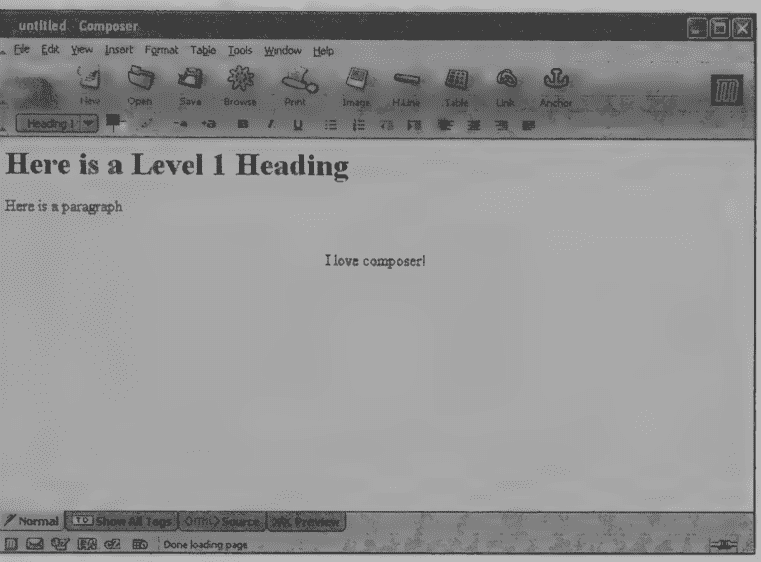 untitled Composer
File Edit View Insert Format Table Tools Window Help
New Open Save Browse Print Image H.Line Table Link Anchor
Heading 1 -a +a B I U
Here is a Level 1 Heading
Here is a paragraph
I love composer!
Normal TD Show All Tags <HTML> Source Preview
Done loading page